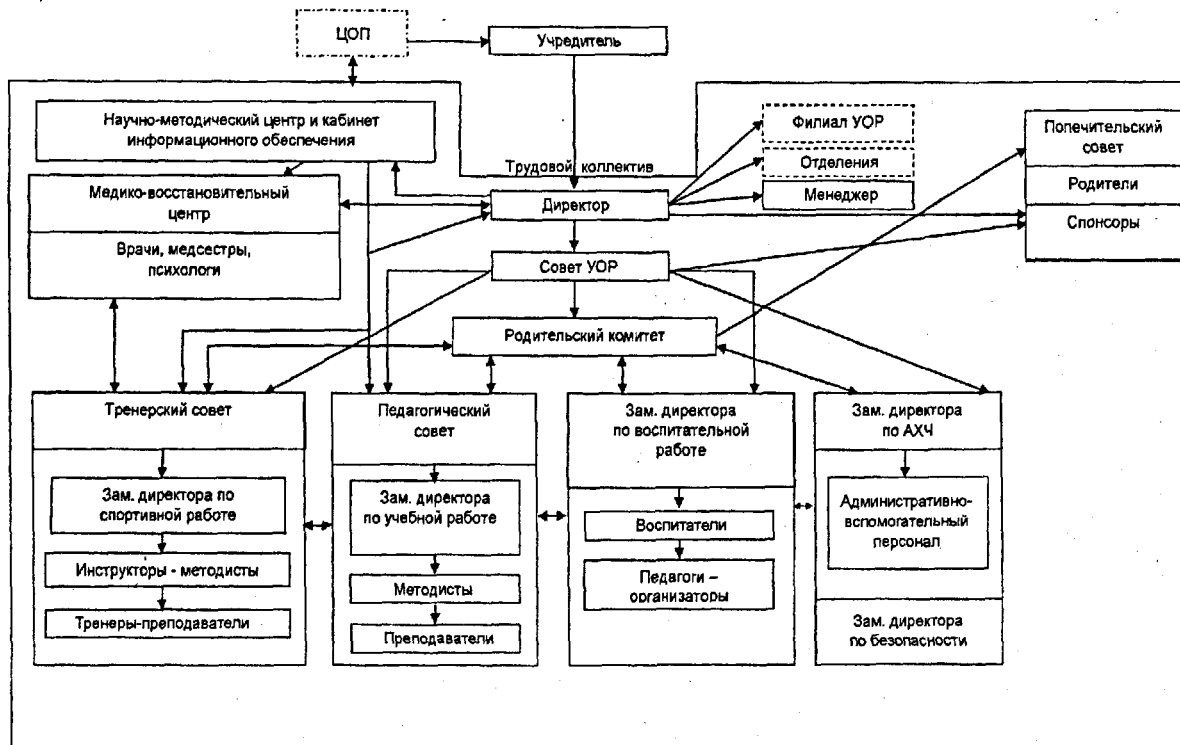 ЦОП
Учредитель
Научно-методический центр и кабинет
информационного обеспечения
Филиал УОР
Попечительский
совет
Трудовой коллектив
Отделения
Медико-восстановительный
центр
Директор
Менеджер
Родители
Врачи, медсестры,
психологи
Спонсоры
Совет УОР
Родительский комитет
Тренерский совет
Педагогический
совет
Зам. директора
по воспитательной
работе
Зам. директора
по АХЧ
Зам. директора по
спортивной работе
Зам. директора
по учебной работе
Воспитатели
Административно-
вспомогательный
персонал
Инструкторы - методисты
Методисты
Педагоги –
организаторы
Тренеры-преподаватели
Преподаватели
Зам. директора
по безопасности